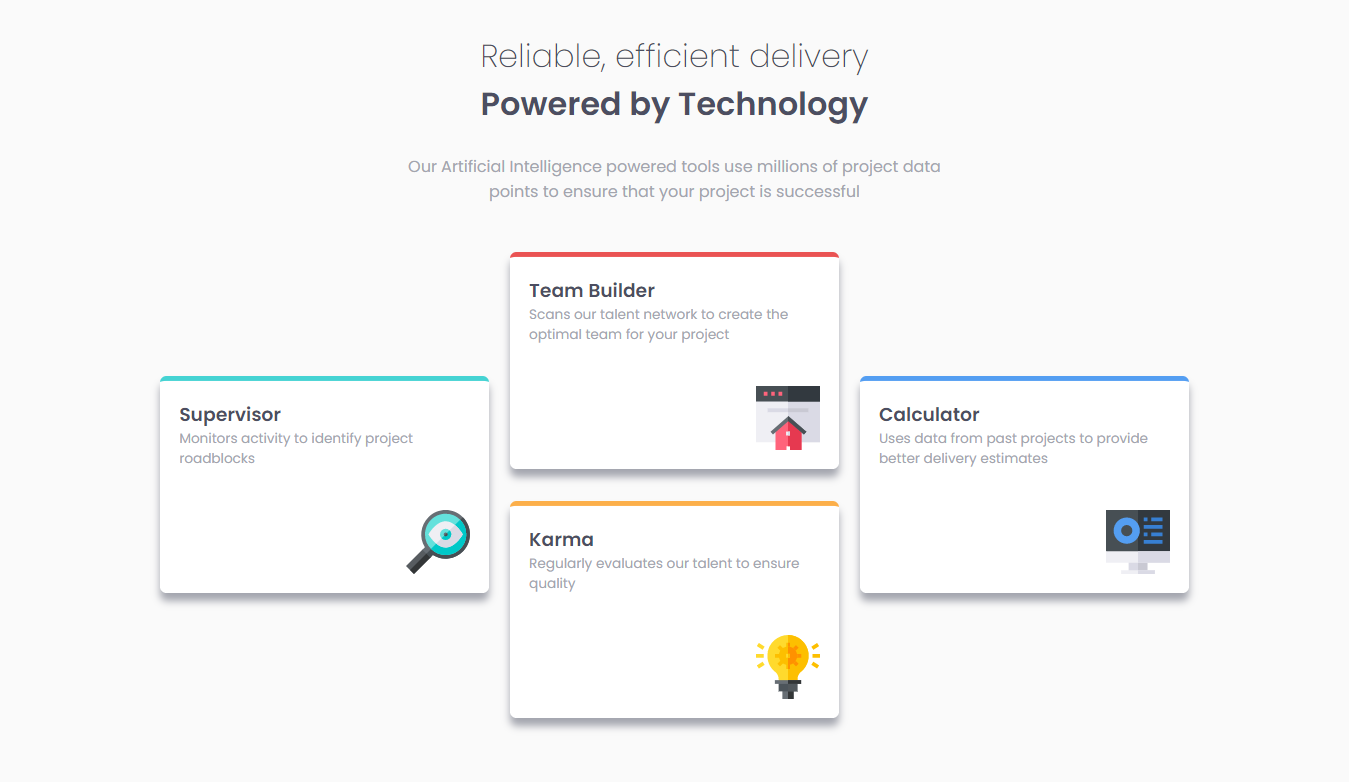 Reliable, efficient delivery
Powered by Technology
Our Artificial Intelligence powered tools use millions of project data
points to ensure that your project is successful
Team Builder
Scans our talent network to create the
optimal team for your project
Supervisor
Monitors activity to identify project
roadblocks
Calculator
Uses data from past projects to provide
better delivery estimates
Karma
Regularly evaluates our talent to ensure
quality